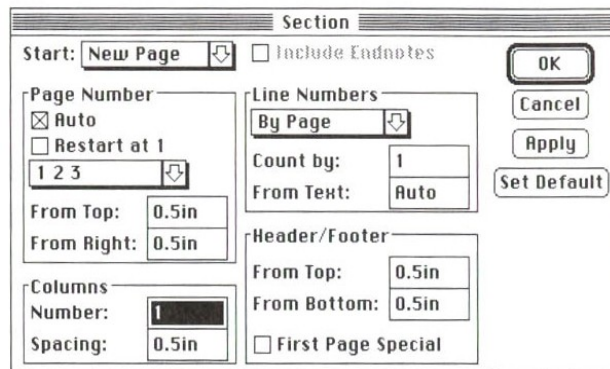 Section
Start: New Page
Include Endnotes
OK
Cancel
Apply
Set Default
Page Number
Auto
Restart at 1
1 2 3
From Top: 0.5in
From Right: 0.5in
Columns
Number: 1
Spacing: 0.5in
Line Numbers
By Page
Count by: 1
From Text: Auto
Header/Footer
From Top: 0.5in
From Bottom: 0.5in
First Page Special